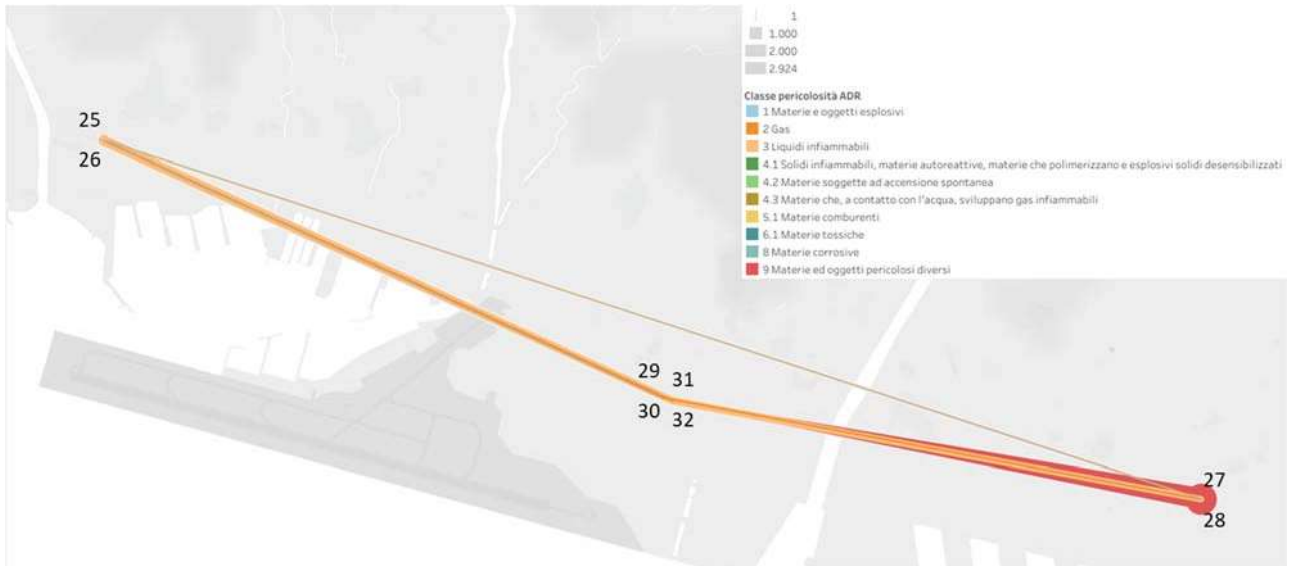 1
1.000
2.000
2.924
Classe pericolosità ADR
1 Materie e oggetti esplosivi
2 Gas
3 Liquidi infiammabili
4.1 Solidi infiammabili, materie autoreattive, materie che polimerizzano e esplosivi solidi desensibilizzati
4.2 Materie soggette ad accensione spontanea
4.3 Materie che, a contatto con l'acqua, sviluppano gas infiammabili
5.1 Materie comburenti
6.1 Materie tossiche
8 Materie corrosive
9 Materie ed oggetti pericolosi diversi
25
26
29 31
30 32
27
28